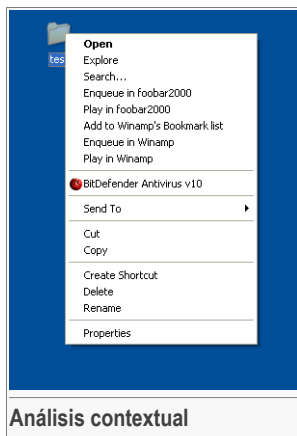 tes
Open
Explore
Search...
Enqueue in foobar2000
Play in foobar2000
Add to Winamp's Bookmark list
Enqueue in Winamp
Play in Winamp
BitDefender Antivirus v10
Send To
Cut
Copy
Create Shortcut
Delete
Rename
Properties
Análisis contextual